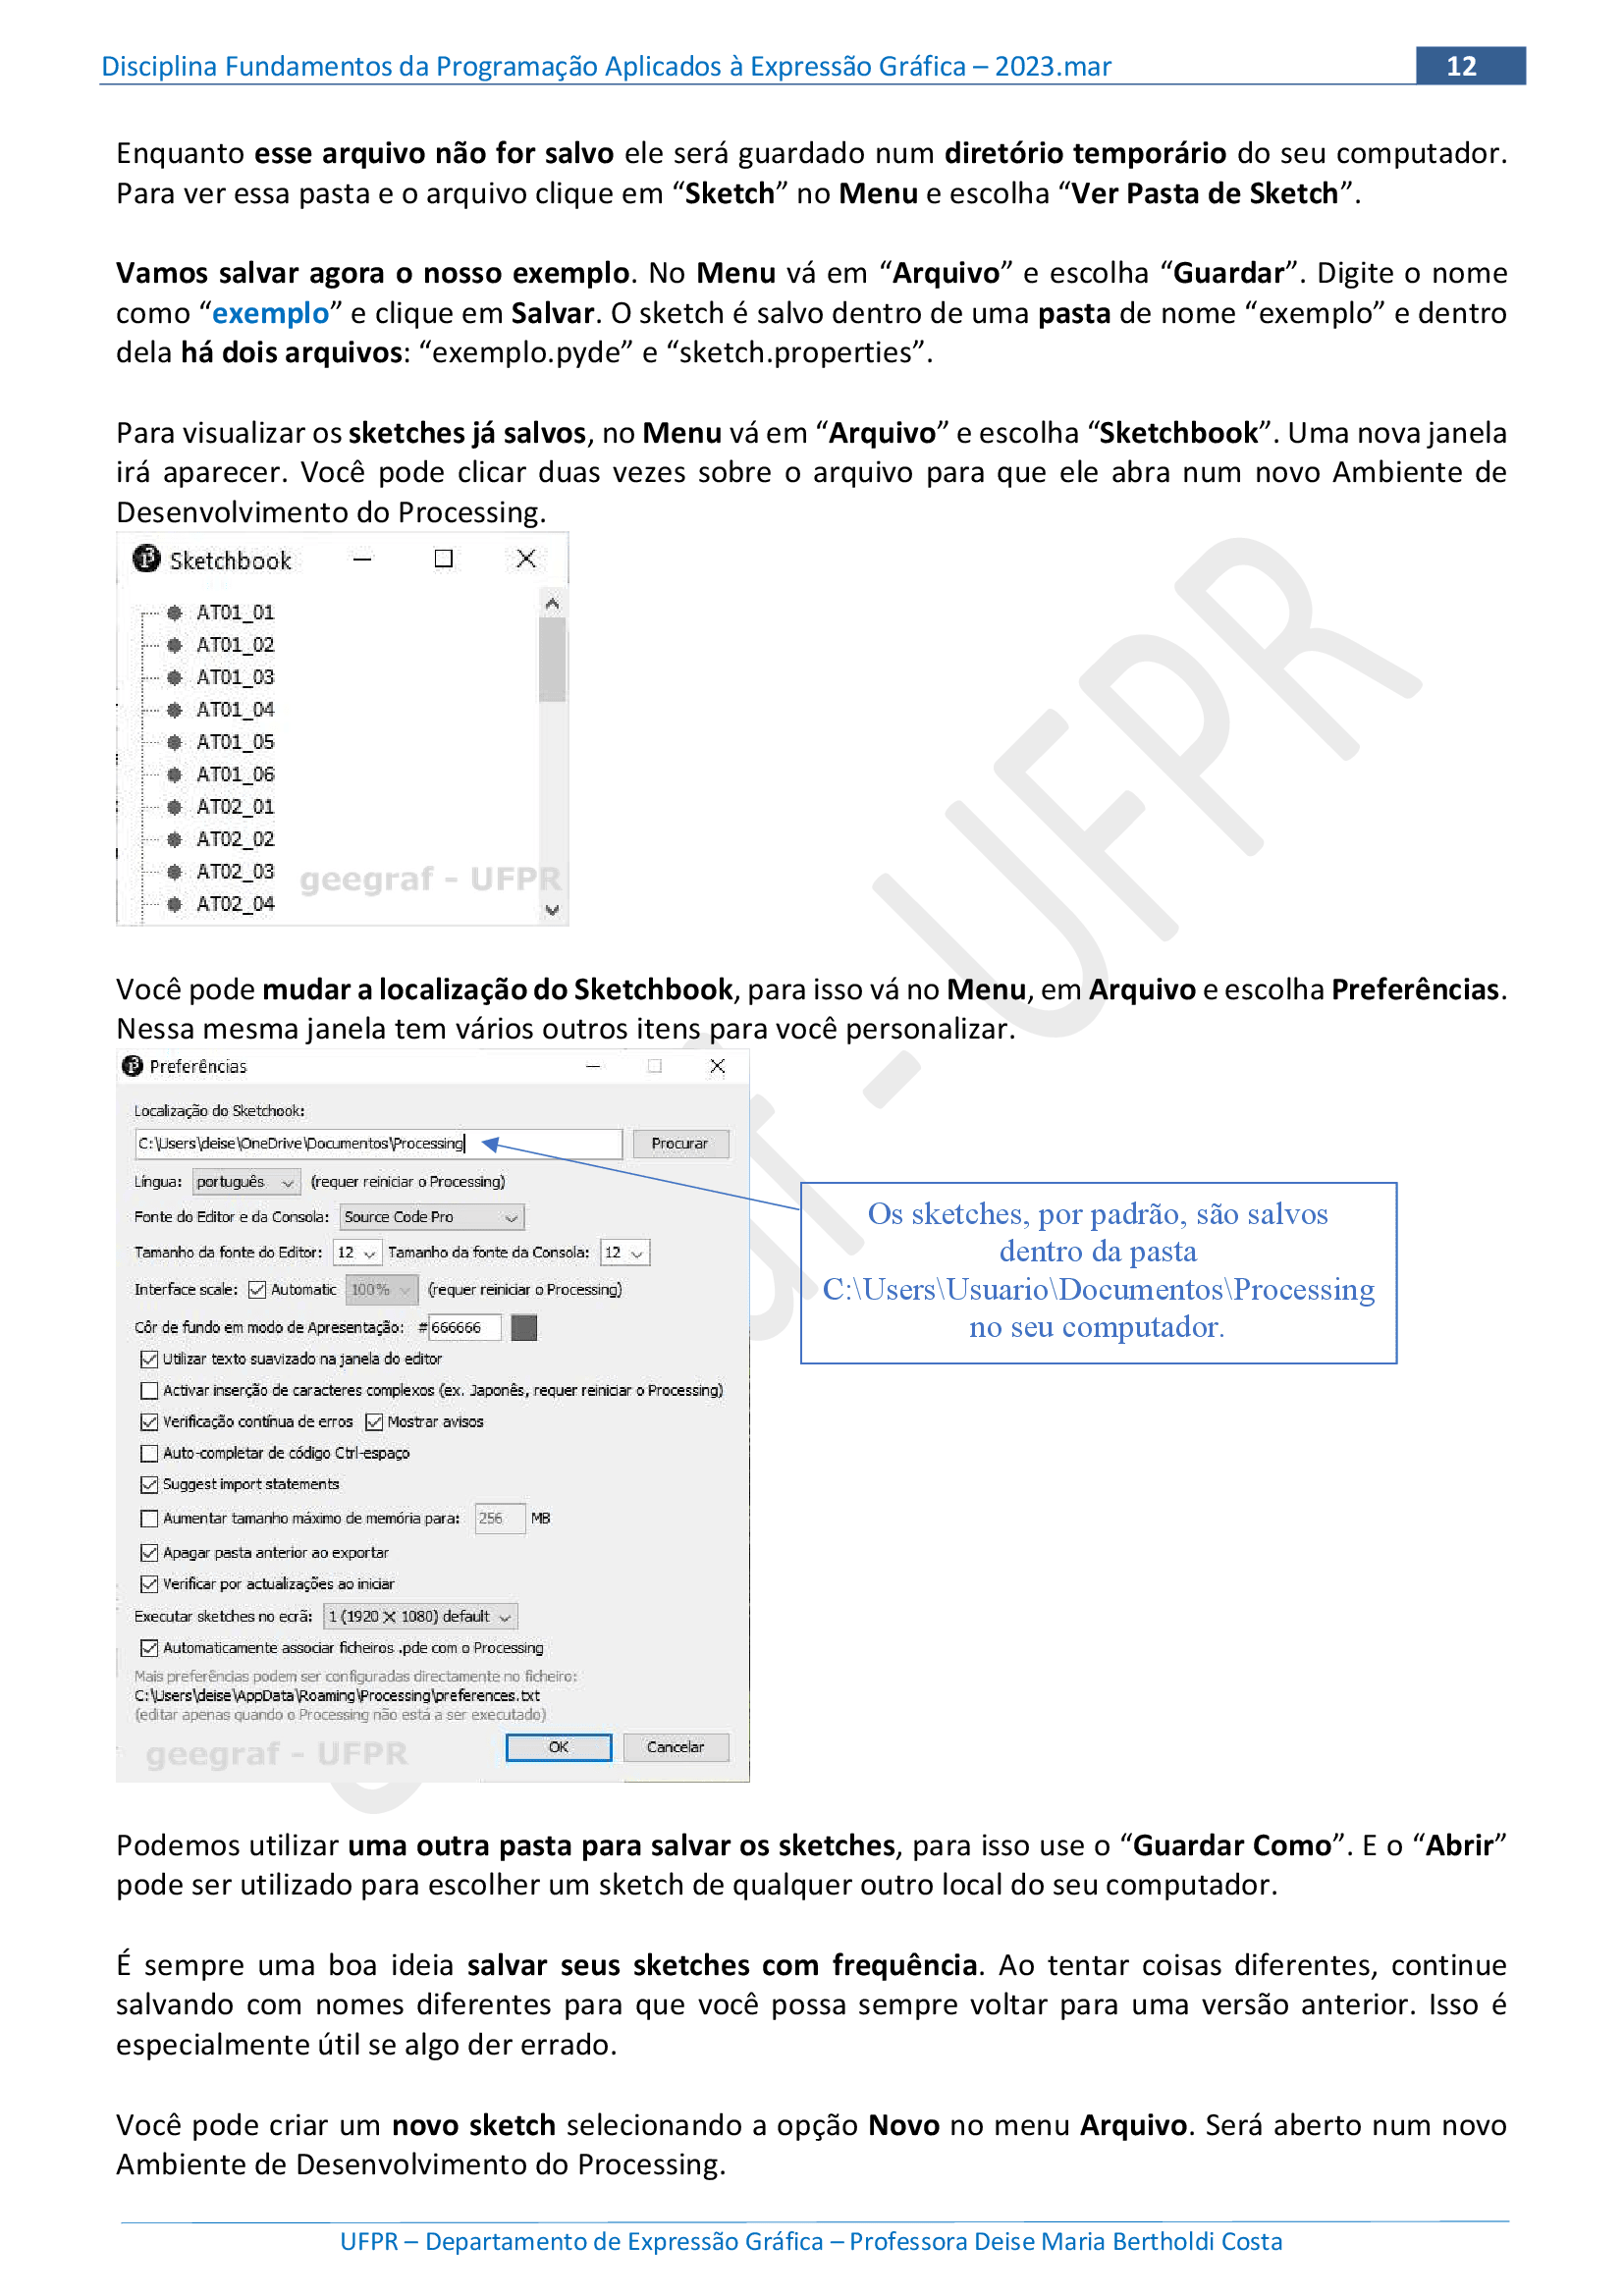 Disciplina Fundamentos da Programação Aplicados à Expressão Gráfica – 2023.mar
12
Enquanto esse arquivo não for salvo ele será guardado num diretório temporário do seu computador.
Para ver essa pasta e o arquivo clique em “Sketch” no Menu e escolha “Ver Pasta de Sketch”.
Vamos salvar agora o nosso exemplo. No Menu vá em “Arquivo” e escolha “Guardar”. Digite o nome
como “exemplo” e clique em Salvar. O sketch é salvo dentro de uma pasta de nome “exemplo” e dentro
dela há dois arquivos: “exemplo.pyde” e “sketch.properties”.
Para visualizar os sketches já salvos, no Menu vá em “Arquivo” e escolha “Sketchbook”. Uma nova janela
irá aparecer. Você pode clicar duas vezes sobre o arquivo para que ele abra num novo Ambiente de
Desenvolvimento do Processing.
Sketchbook
AT01_01
AT01_02
AT01_03
AT01_04
AT01_05
AT01_06
AT02_01
AT02_02
AT02_03
AT02_04
geegraf - UFPR
Você pode mudar a localização do Sketchbook, para isso vá no Menu, em Arquivo e escolha Preferências.
Nessa mesma janela tem vários outros itens para você personalizar.
Preferências
Localização do Sketchook:
C:\Users\deise\OneDrive\Documentos\Processing
Procurar
Língua: português (requer reiniciar o Processing)
Fonte do Editor e da Consola: Source Code Pro
Tamanho da fonte do Editor: 12 Tamanho da fonte da Consola: 12
Interface scale: Automatic 100% (requer reiniciar o Processing)
Côr de fundo em modo de Apresentação: #666666
Utilizar texto suavizado na janela do editor
Activar inserção de caracteres complexos (ex. Japonês, requer reiniciar o Processing)
Verificação contínua de erros Mostrar avisos
Auto-completar de código Ctrl-espaço
Suggest import statements
Aumentar tamanho máximo de memória para: 256 MB
Apagar pasta anterior ao exportar
Verificar por actualizações ao iniciar
Executar sketches no ecrã: 1 (1920 X 1080) default
Automaticamente associar ficheiros .pde com o Processing
Mais preferências podem ser configuradas directamente no ficheiro:
C:\Users\deise\AppData\Roaming\Processing\preferences.txt
(editar apenas quando o Processing não está a ser executado)
geegraf - UFPR
OK
Cancelar
Os sketches, por padrão, são salvos
dentro da pasta
C:\Users\Usuario\Documentos\Processing
no seu computador.
Podemos utilizar uma outra pasta para salvar os sketches, para isso use o “Guardar Como”. E o “Abrir”
pode ser utilizado para escolher um sketch de qualquer outro local do seu computador.
É sempre uma boa ideia salvar seus sketches com frequência. Ao tentar coisas diferentes, continue
salvando com nomes diferentes para que você possa sempre voltar para uma versão anterior. Isso é
especialmente útil se algo der errado.
Você pode criar um novo sketch selecionando a opção Novo no menu Arquivo. Será aberto num novo
Ambiente de Desenvolvimento do Processing.
UFPR – Departamento de Expressão Gráfica – Professora Deise Maria Bertholdi Costa
- UFPR